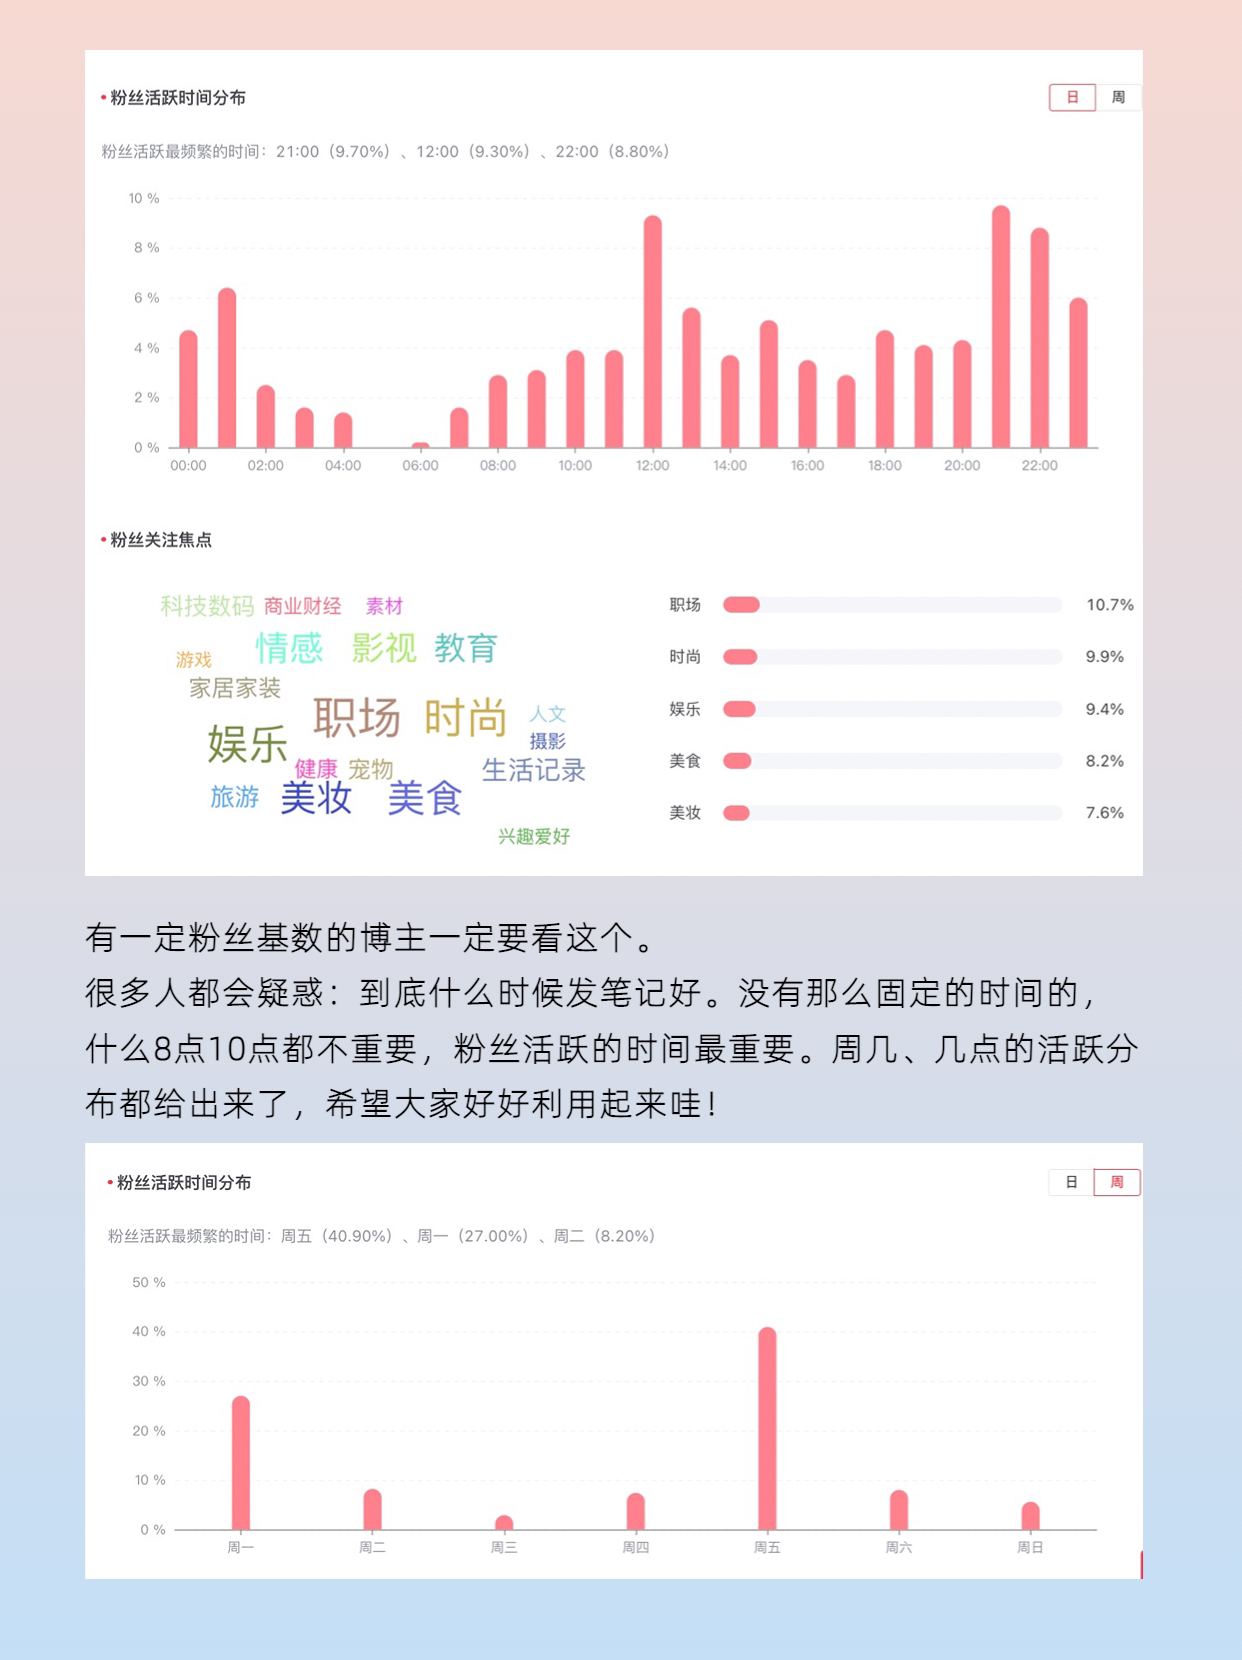 粉丝活跃时间分布
日 周
粉丝活跃最频繁的时间：21:00（9.70%）、12:00（9.30%）、22:00（8.80%）
10 %
8 %
6 %
4 %
2 %
0 %
00:00 02:00 04:00 06:00 08:00 10:00 12:00 14:00 16:00 18:00 20:00 22:00
粉丝关注焦点
科技数码 商业财经 素材
游戏 情感 影视 教育
家居家装
职场 时尚 人文
娱乐 摄影
健康 宠物 生活记录
旅游 美妆 美食
兴趣爱好
职场 10.7%
时尚 9.9%
娱乐 9.4%
美食 8.2%
美妆 7.6%
有一定粉丝基数的博主一定要看这个。
很多人都会疑惑：到底什么时候发笔记好。没有那么固定的时间的，
什么8点10点都不重要，粉丝活跃的时间最重要。周几、几点的活跃分
布都给出来了，希望大家好好利用起来哇！
粉丝活跃时间分布
日 周
粉丝活跃最频繁的时间：周五（40.90%）、周一（27.00%）、周二（8.20%）
50 %
40 %
30 %
20 %
10 %
0 %
周一 周二 周三 周四 周五 周六 周日